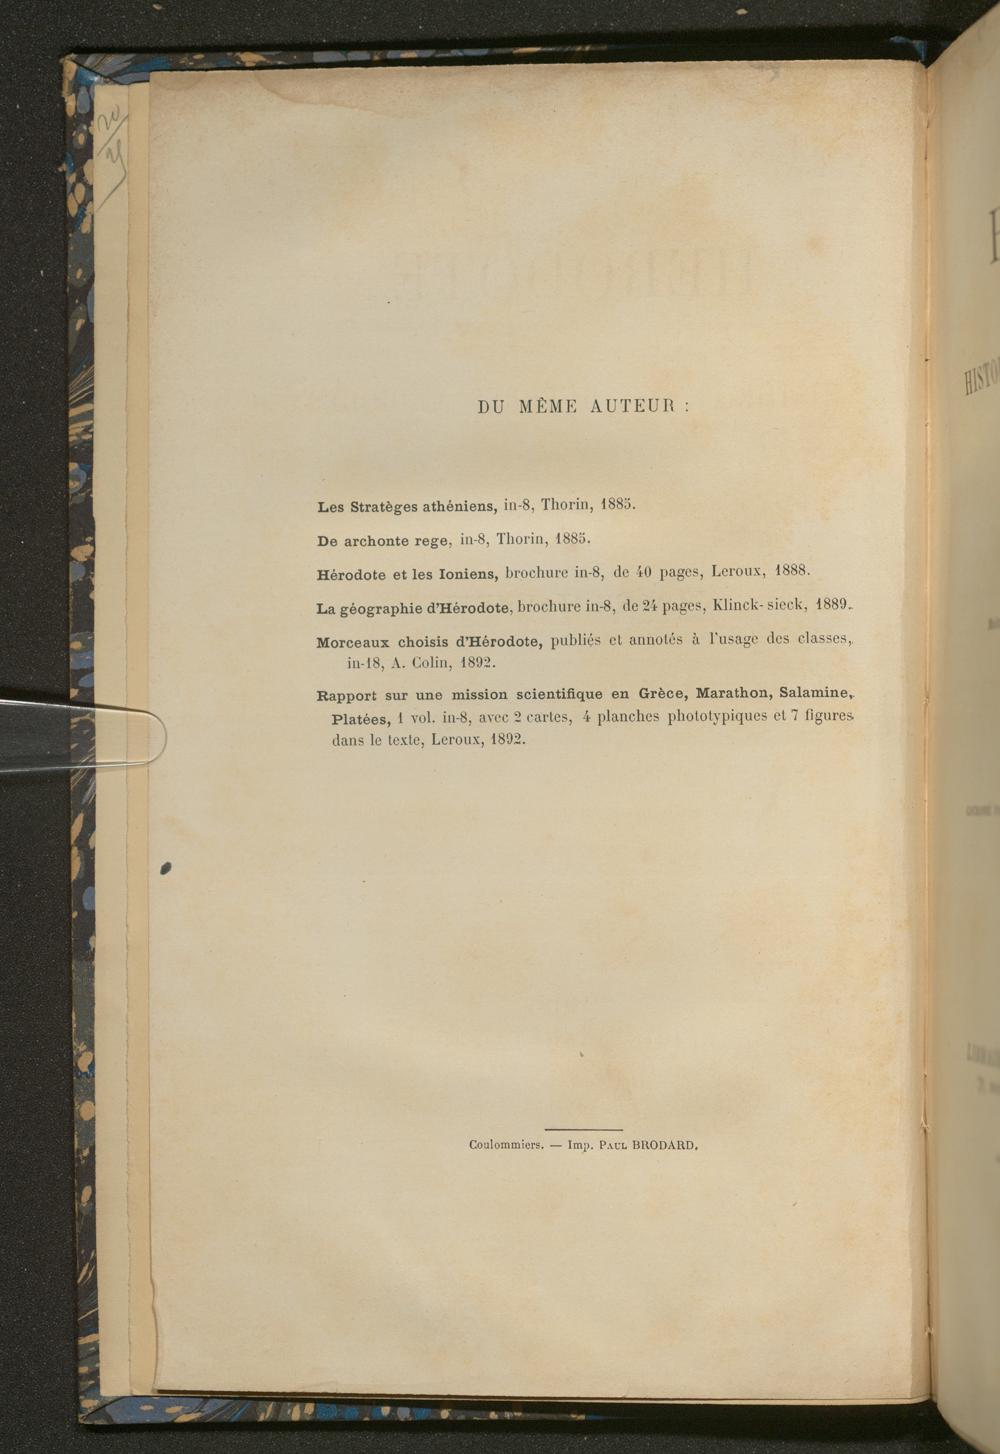 DU MÊME AUTEUR :
Les Stratèges athéniens, in-8, Thorin, 1885.
De archonte rege, in-8, Thorin, 1885.
Hérodote et les Ioniens, brochure in-8, de 40 pages, Leroux, 1888.
La géographie d'Hérodote, brochure in-8, de 24 pages, Klinck-sieck, 1889.
Morceaux choisis d'Hérodote, publiés et annotés à l'usage des classes,
in-18, A. Colin, 1892.
Rapport sur une mission scientifique en Grèce, Marathon, Salamine,
Platées, 1 vol. in-8, avec 2 cartes, 4 planches phototypiques et 7 figures
dans le texte, Leroux, 1892.
Coulommiers. — Imp. PAUL BRODARD.